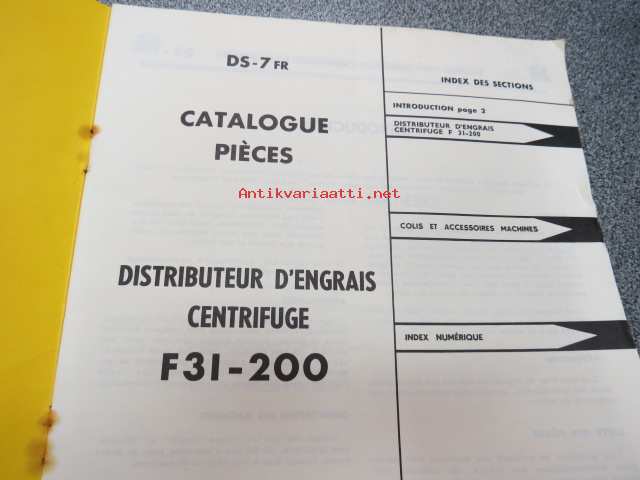 DS-7 FR
CATALOGUE
PIÈCES
Antikvariaatti.net
DISTRIBUTEUR D'ENGRAIS
CENTRIFUGE
F31-200
INDEX DES SECTIONS
INTRODUCTION page 2
DISTRIBUTEUR D'ENGRAIS
CENTRIFUGE F 31-200
COLIS ET ACCESSOIRES MACHINES
INDEX NUMÉRIQUE